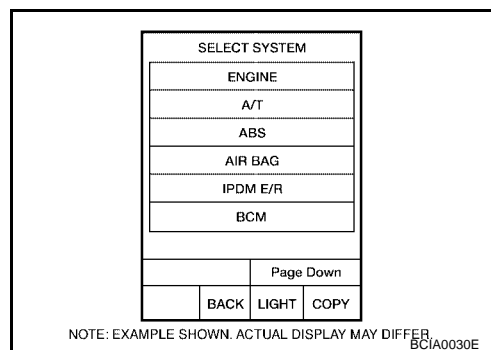 SELECT SYSTEM
ENGINE
A/T
ABS
AIR BAG
IPDM E/R
BCM
Page Down
BACK LIGHT COPY
NOTE: EXAMPLE SHOWN. ACTUAL DISPLAY MAY DIFFER.
BCIA0030E